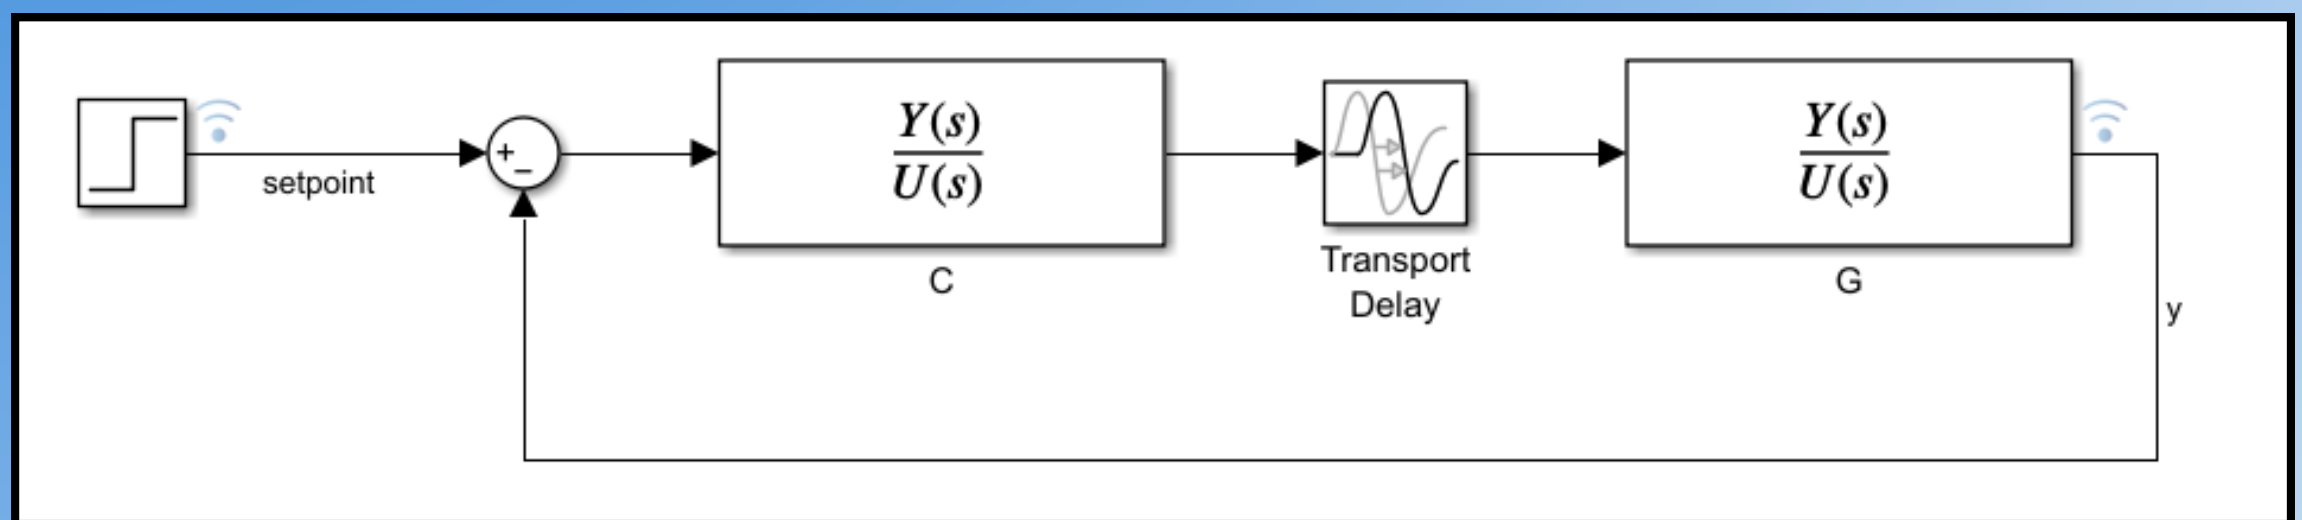 setpoint
+
−
Y(s)
U(s)
C
Transport
Delay
Y(s)
U(s)
G
y